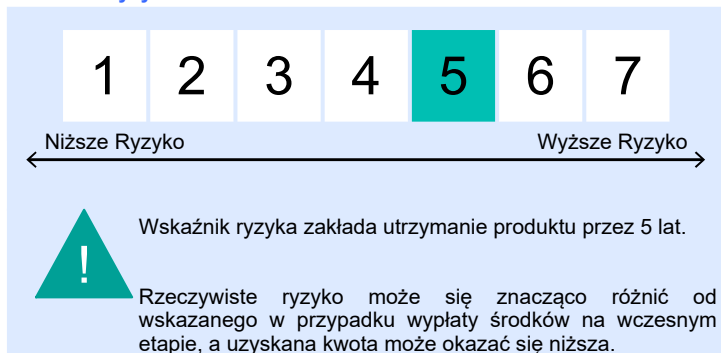 1 2 3 4 5 6 7
Niższe Ryzyko Wyższe Ryzyko
!
Wskaźnik ryzyka zakłada utrzymanie produktu przez 5 lat.
Rzeczywiste ryzyko może się znacząco różnić od
wskazanego w przypadku wypłaty środków na wczesnym
etapie, a uzyskana kwota może okazać się niższa.